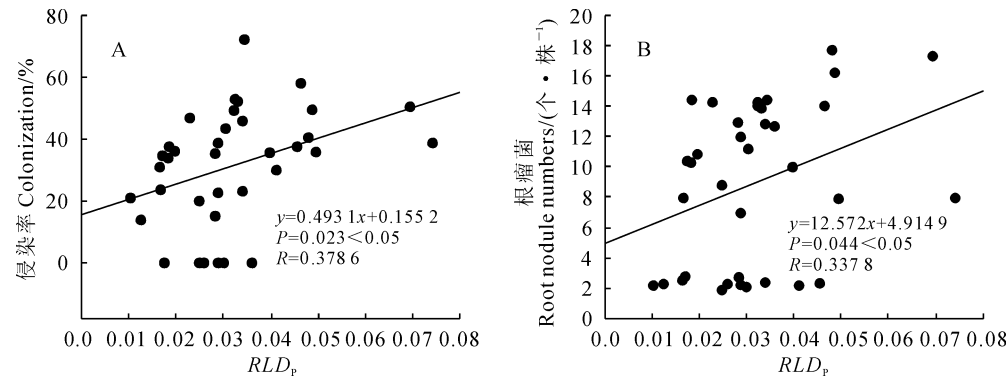 侵染率 Colonization/%
80
60
40
20
0
A
y=0.493 1x+0.155 2
P=0.023<0.05
R=0.378 6
0.0 0.01 0.02 0.03 0.04 0.05 0.06 0.07 0.08
RLD_P
根瘤菌
Root nodule numbers/(个·株⁻¹)
20
18
16
14
12
10
8
6
4
2
0
B
y=12.572x+4.914 9
P=0.044<0.05
R=0.337 8
0.00 0.01 0.02 0.03 0.04 0.05 0.06 0.07 0.08
RLD_P